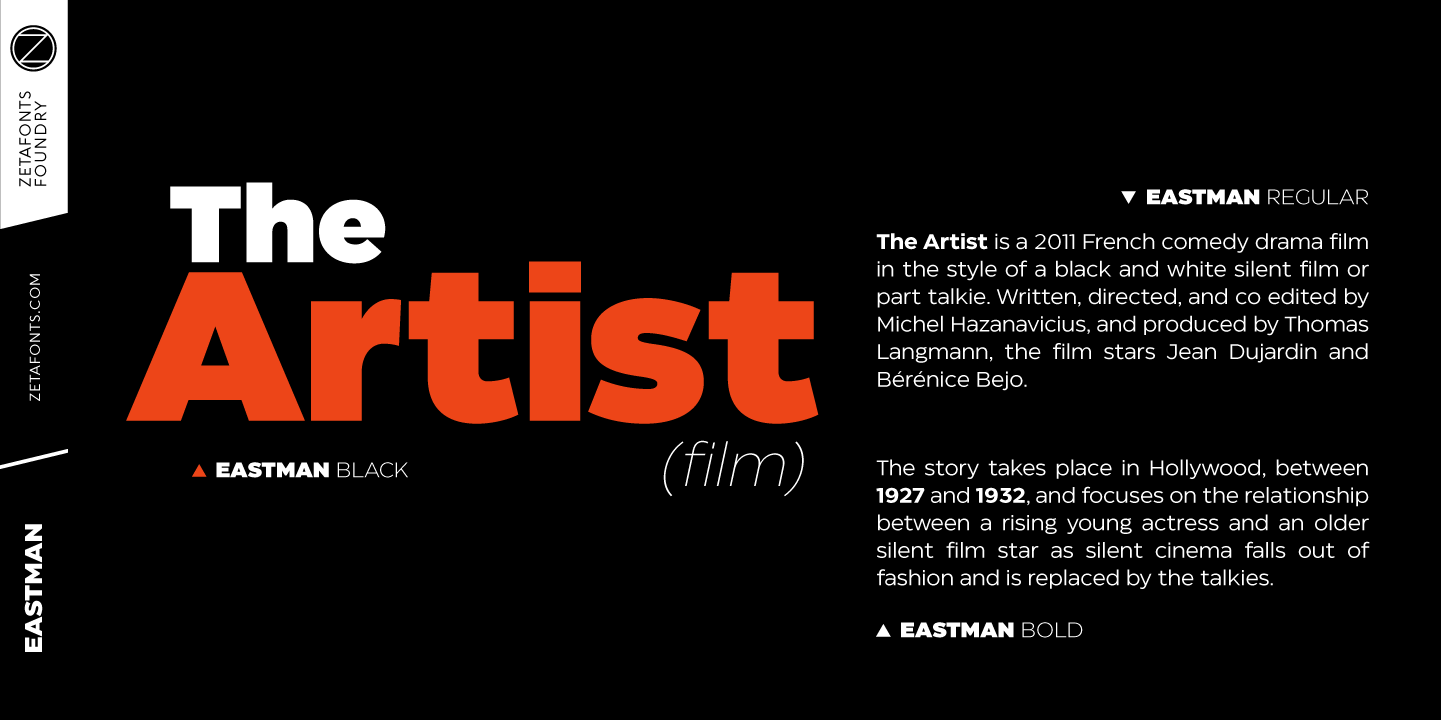 ZETAFONTS
FOUNDRY
ZETAFONTS.COM
EASTMAN
The
Artist
(film)
▲ EASTMAN BLACK
▼ EASTMAN REGULAR
The Artist is a 2011 French comedy drama film
in the style of a black and white silent film or
part talkie. Written, directed, and co edited by
Michel Hazanavicius, and produced by Thomas
Langmann, the film stars Jean Dujardin and
Bérénice Bejo.
The story takes place in Hollywood, between
1927 and 1932, and focuses on the relationship
between a rising young actress and an older
silent film star as silent cinema falls out of
fashion and is replaced by the talkies.
▲ EASTMAN BOLD